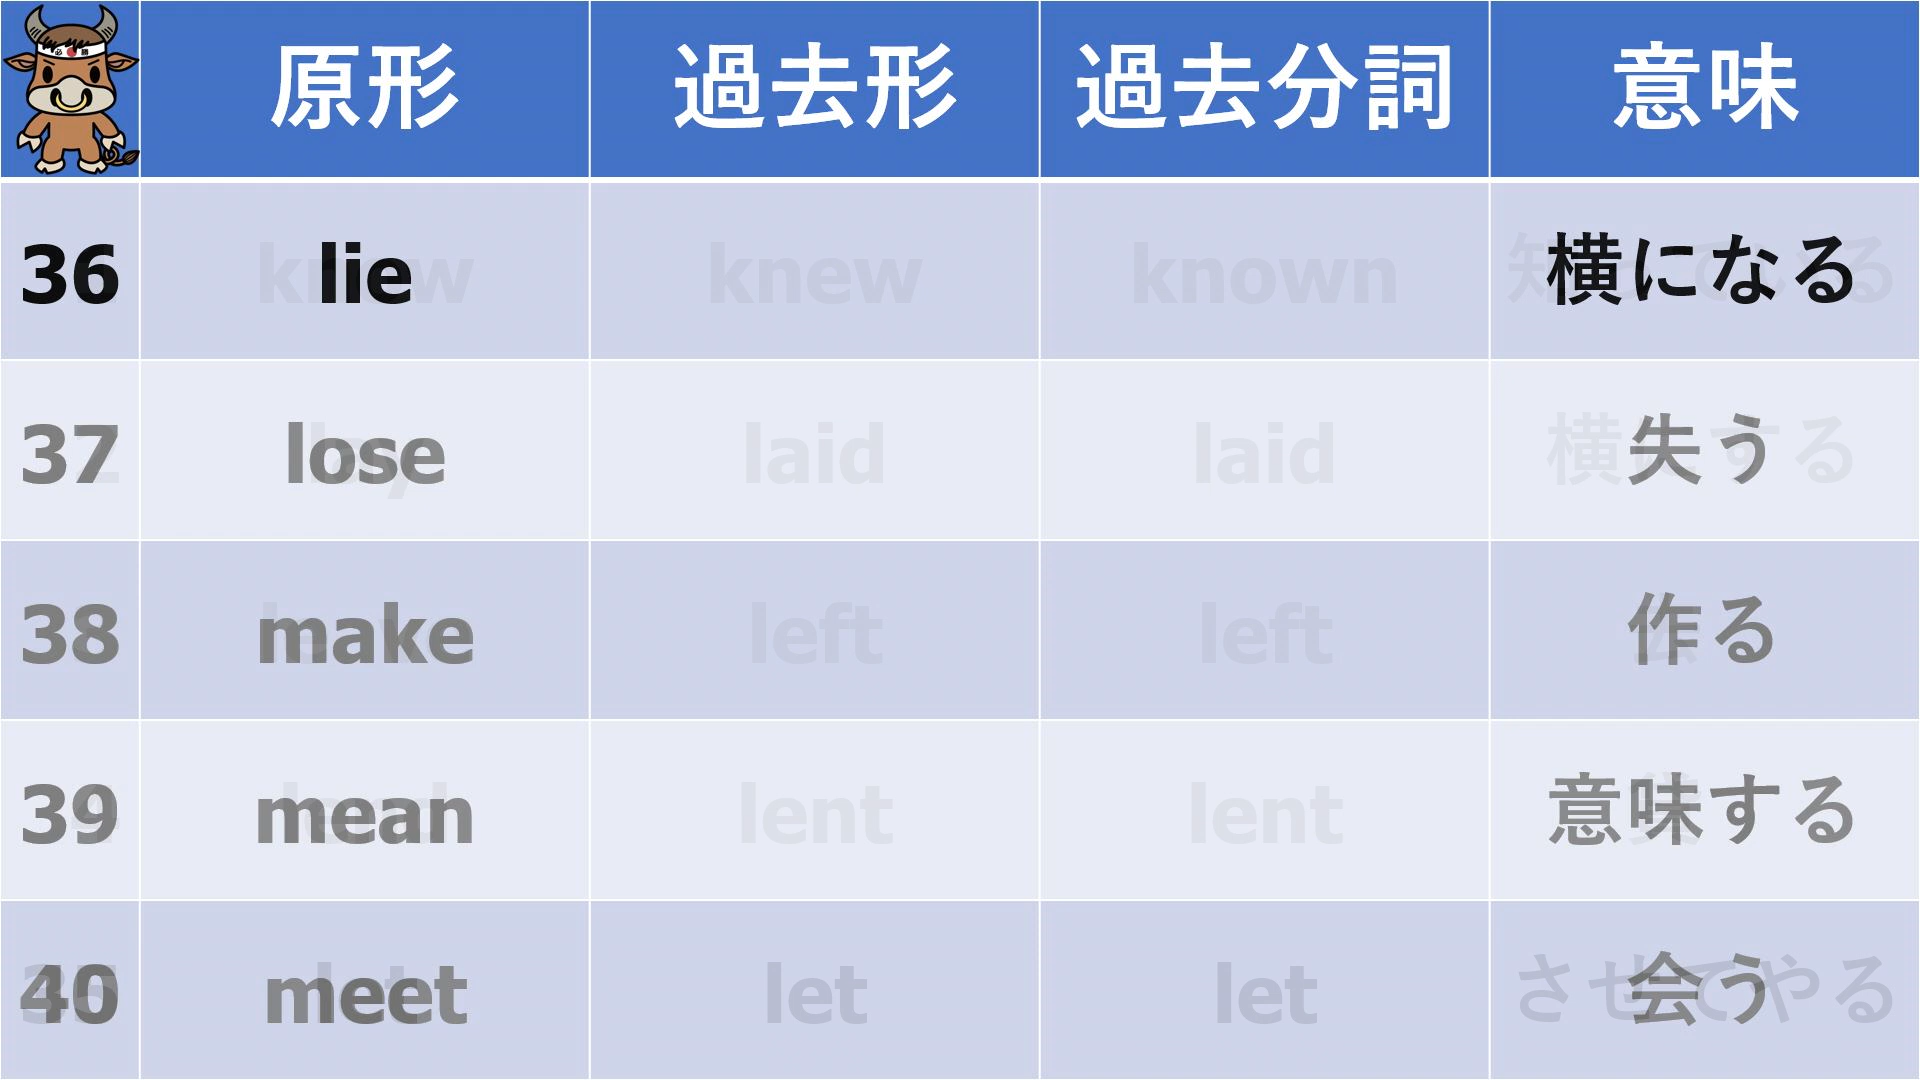 必 勝
原形 過去形 過去分詞 意味
36 lie knew known 横になる
37 lose laid laid 失う
38 make left left 作る
39 mean lent lent 意味する
40 meet let let 会う